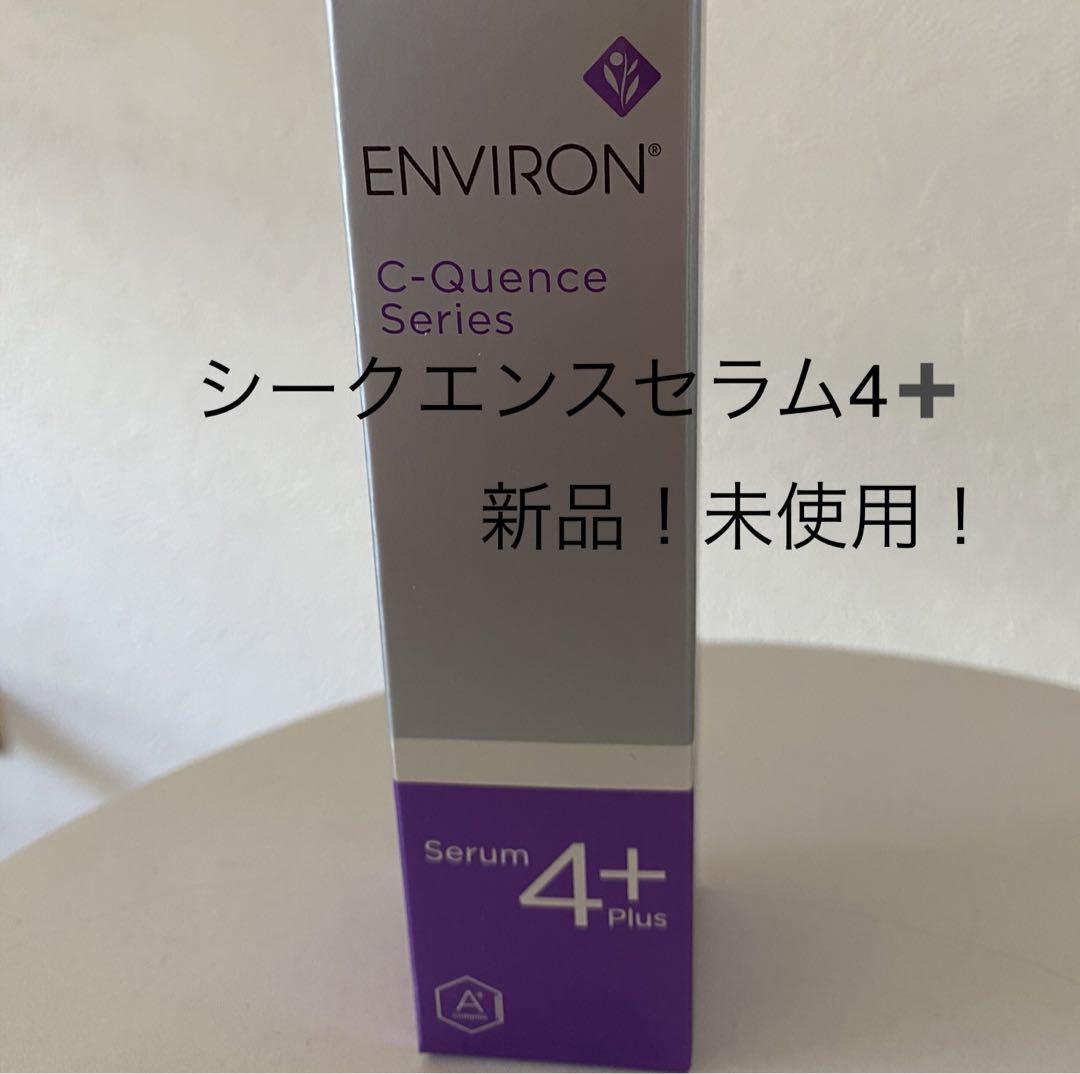 ENVIRON®
C-Quence
Series
シークエンスセラム4➕
新品！未使用！
Serum 4+
Plus
A